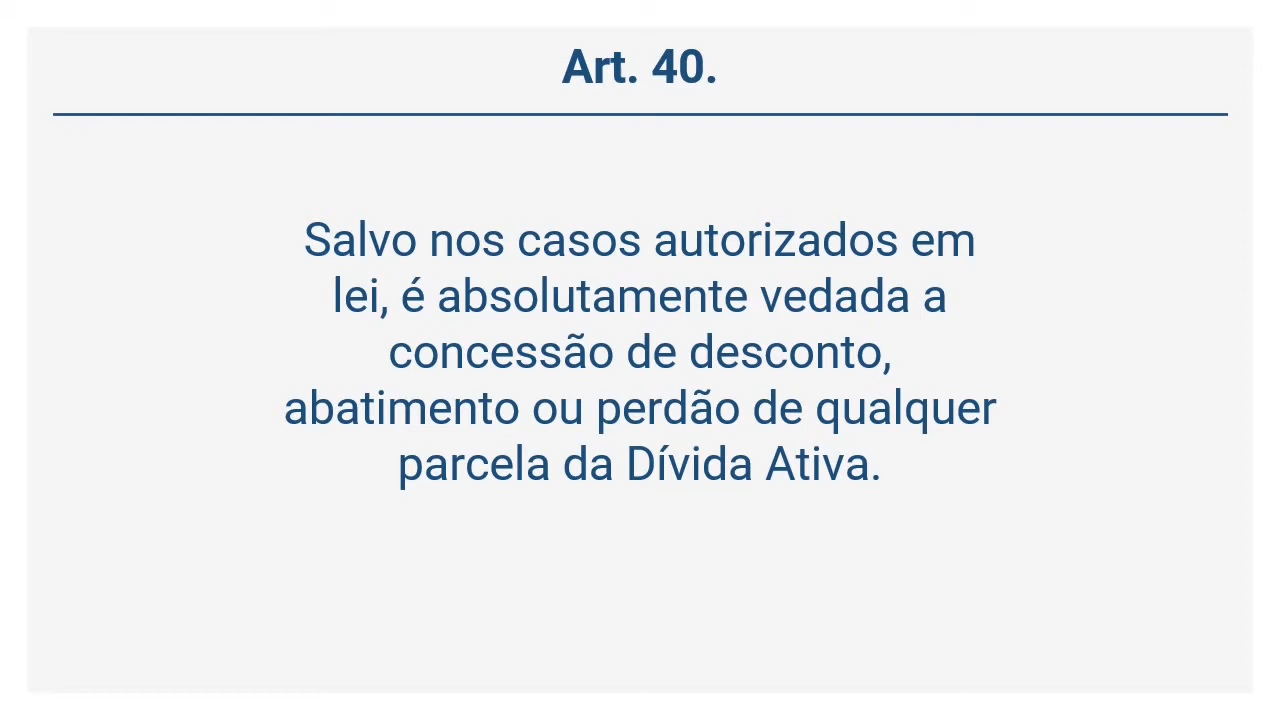 Art. 40.
Salvo nos casos autorizados em
lei, é absolutamente vedada a
concessão de desconto,
abatimento ou perdão de qualquer
parcela da Dívida Ativa.